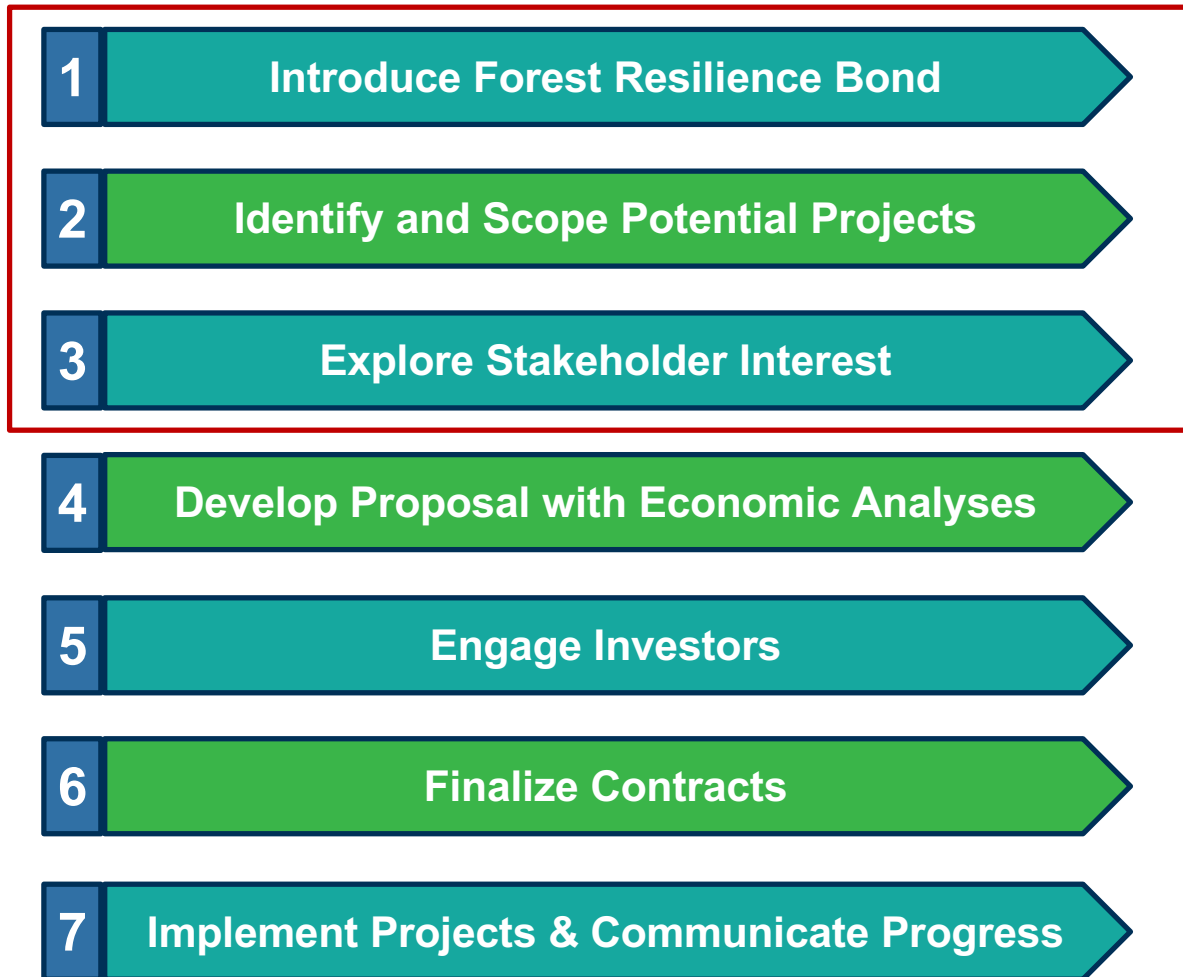 1 Introduce Forest Resilience Bond
2 Identify and Scope Potential Projects
3 Explore Stakeholder Interest
4 Develop Proposal with Economic Analyses
5 Engage Investors
6 Finalize Contracts
7 Implement Projects & Communicate Progress